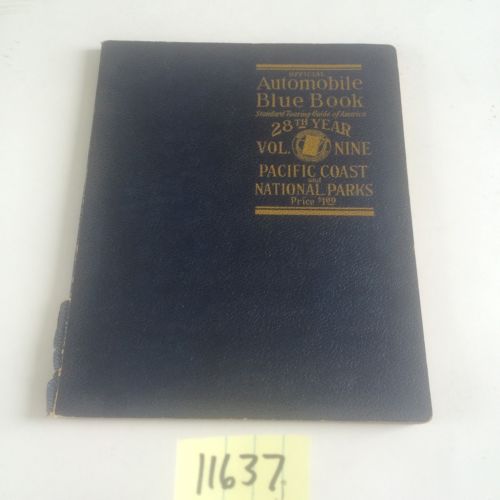 OFFICIAL
Automobile
Blue Book
Standard Touring Guide of America
28TH YEAR
VOL. NINE
PACIFIC COAST
and
NATIONAL PARKS
Price $1.00
11637